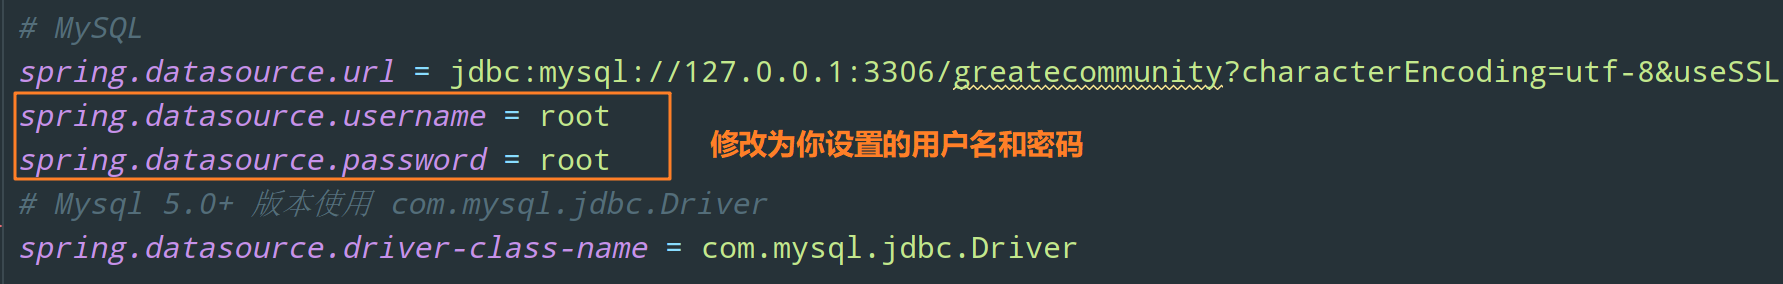 # MySQL
spring.datasource.url = jdbc:mysql://127.0.0.1:3306/greatecommunity?characterEncoding=utf-8&useSSL
spring.datasource.username = root
spring.datasource.password = root
修改为你设置的用户名和密码
# Mysql 5.0+ 版本使用 com.mysql.jdbc.Driver
spring.datasource.driver-class-name = com.mysql.jdbc.Driver